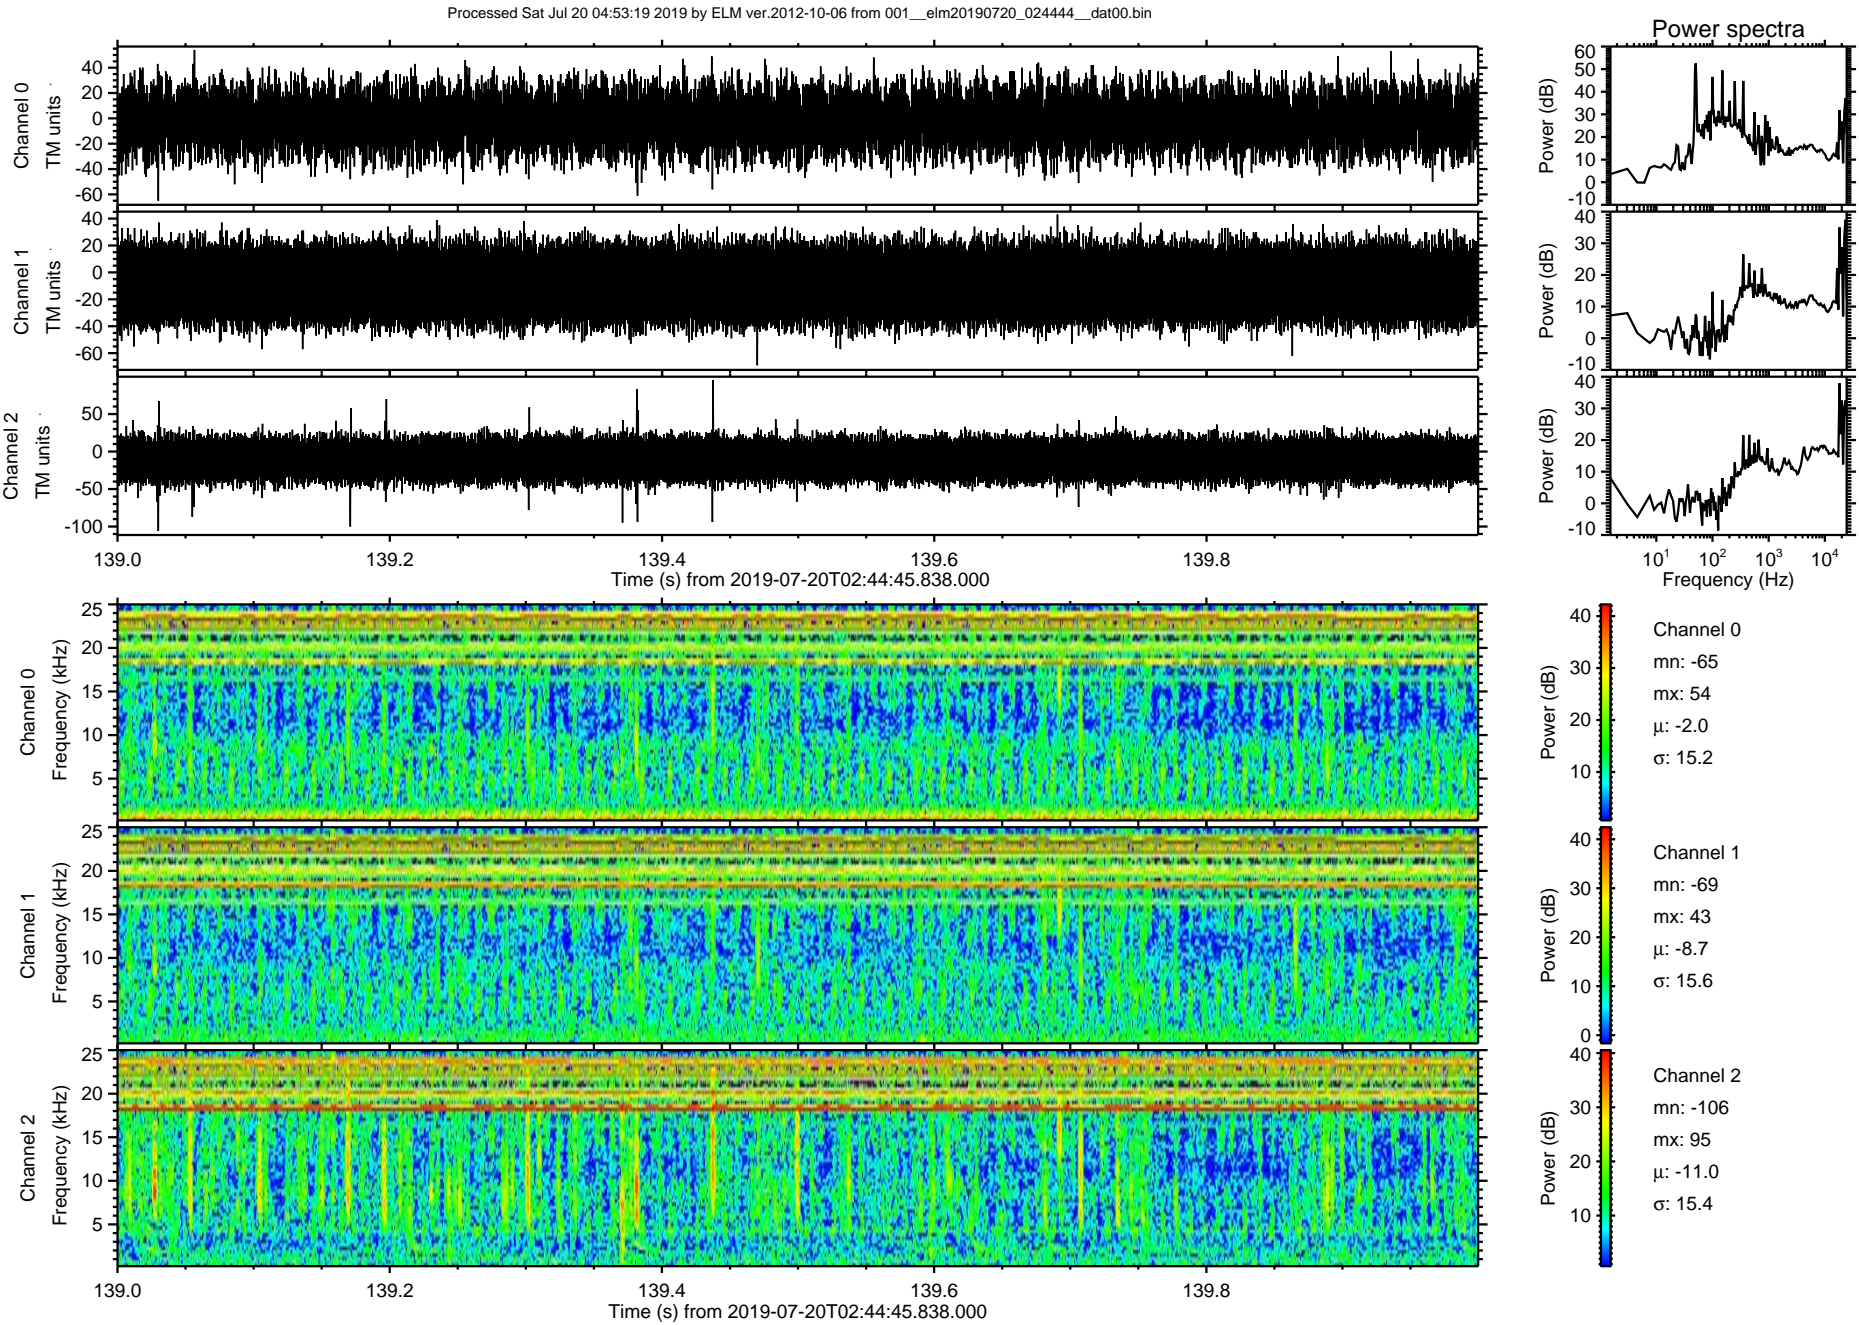 Processed Sat Jul 20 04:53:19 2019 by ELM ver.2012-10-06 from 001__elm20190720_024444__dat00.bin
Power spectra
Channel 0
TM units
40
20
0
-20
-40
-60
Power (dB)
60
50
40
30
20
10
0
-10
Channel 1
TM units
40
20
0
-20
-40
-60
Power (dB)
40
30
20
10
0
-10
Channel 2
TM units
50
0
-50
-100
Power (dB)
40
30
20
10
0
-10
139.0 139.2 139.4 139.6 139.8
Time (s) from 2019-07-20T02:44:45.838.000
10¹ 10² 10³ 10⁴
Frequency (Hz)
Channel 0
Frequency (kHz)
25
20
15
10
5
Power (dB)
40
30
20
10
Channel 0
mn: -65
mx: 54
μ: -2.0
σ: 15.2
Channel 1
Frequency (kHz)
25
20
15
10
5
Power (dB)
40
30
20
10
0
Channel 1
mn: -69
mx: 43
μ: -8.7
σ: 15.6
Channel 2
Frequency (kHz)
25
20
15
10
5
Power (dB)
40
30
20
10
Channel 2
mn: -106
mx: 95
μ: -11.0
σ: 15.4
139.0 139.2 139.4 139.6 139.8
Time (s) from 2019-07-20T02:44:45.838.000